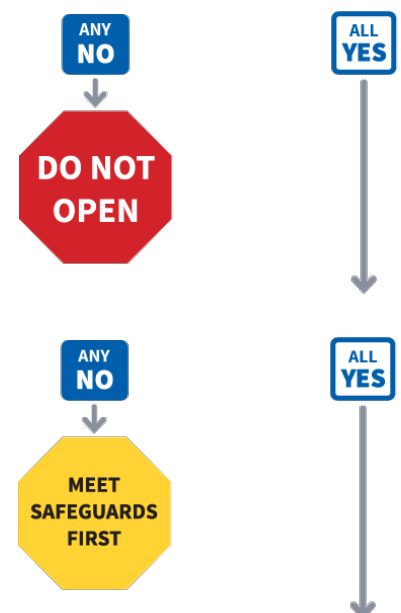 ANY
NO
ALL
YES
DO NOT
OPEN
ANY
NO
ALL
YES
MEET
SAFEGUARDS
FIRST